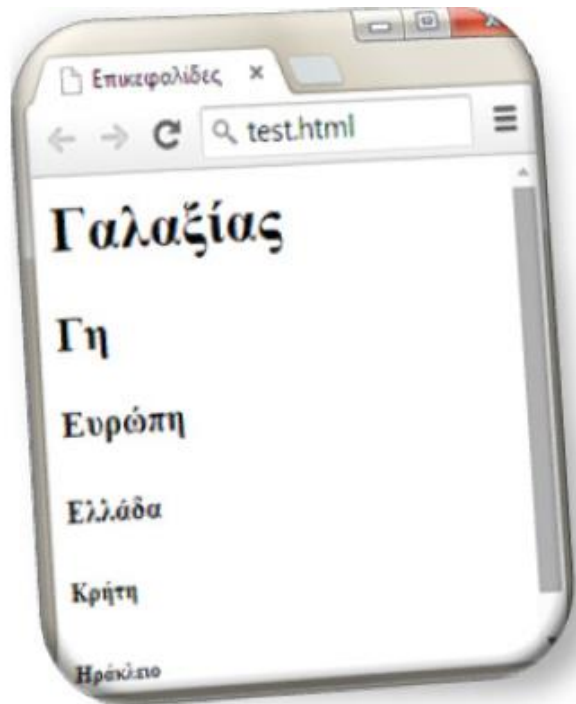 Επικεφαλίδες
test.html
Γαλαξίας
Γη
Ευρώπη
Ελλάδα
Κρήτη
Ηράκλειο